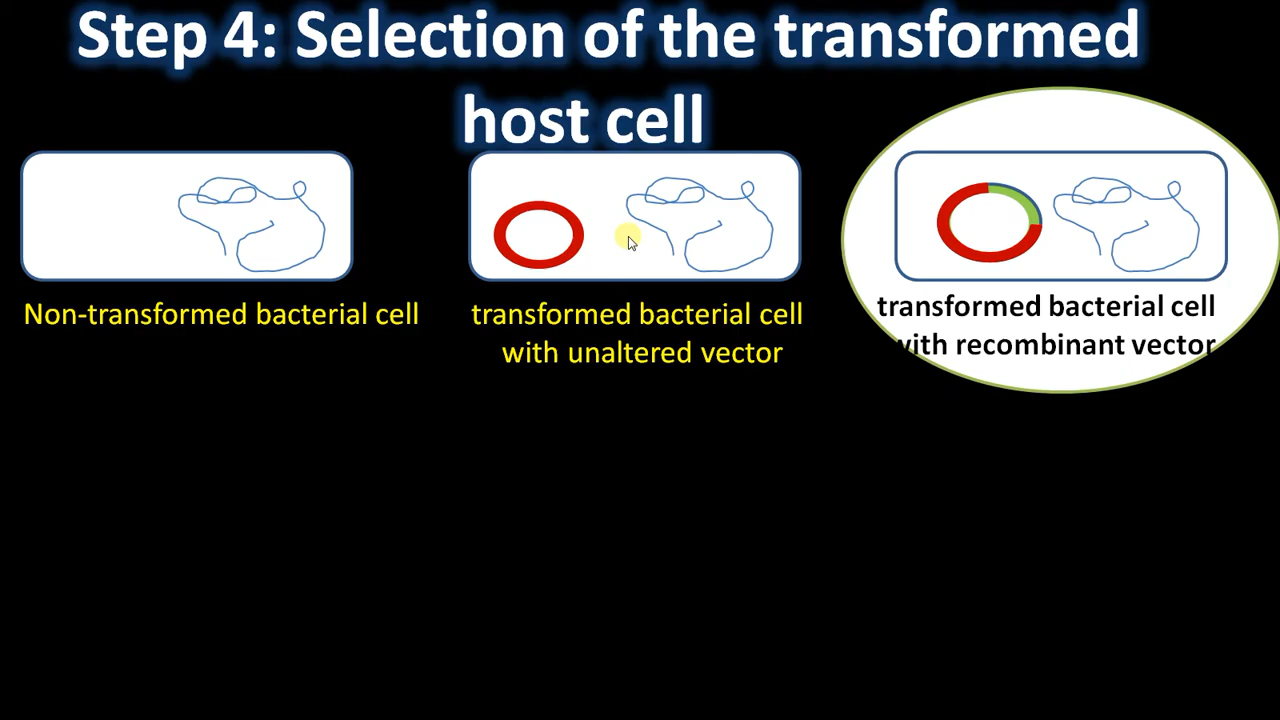 Step 4: Selection of the transformed
host cell
Non-transformed bacterial cell
transformed bacterial cell
with unaltered vector
transformed bacterial cell
with recombinant vector